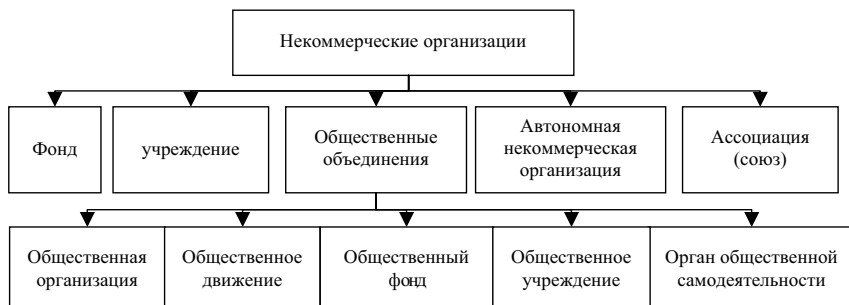 Некоммерческие организации
Фонд
учреждение
Общественные
объединения
Автономная
некоммерческая
организация
Ассоциация
(союз)
Общественная
организация
Общественное
движение
Общественный
фонд
Общественное
учреждение
Орган общественной
самодеятельности